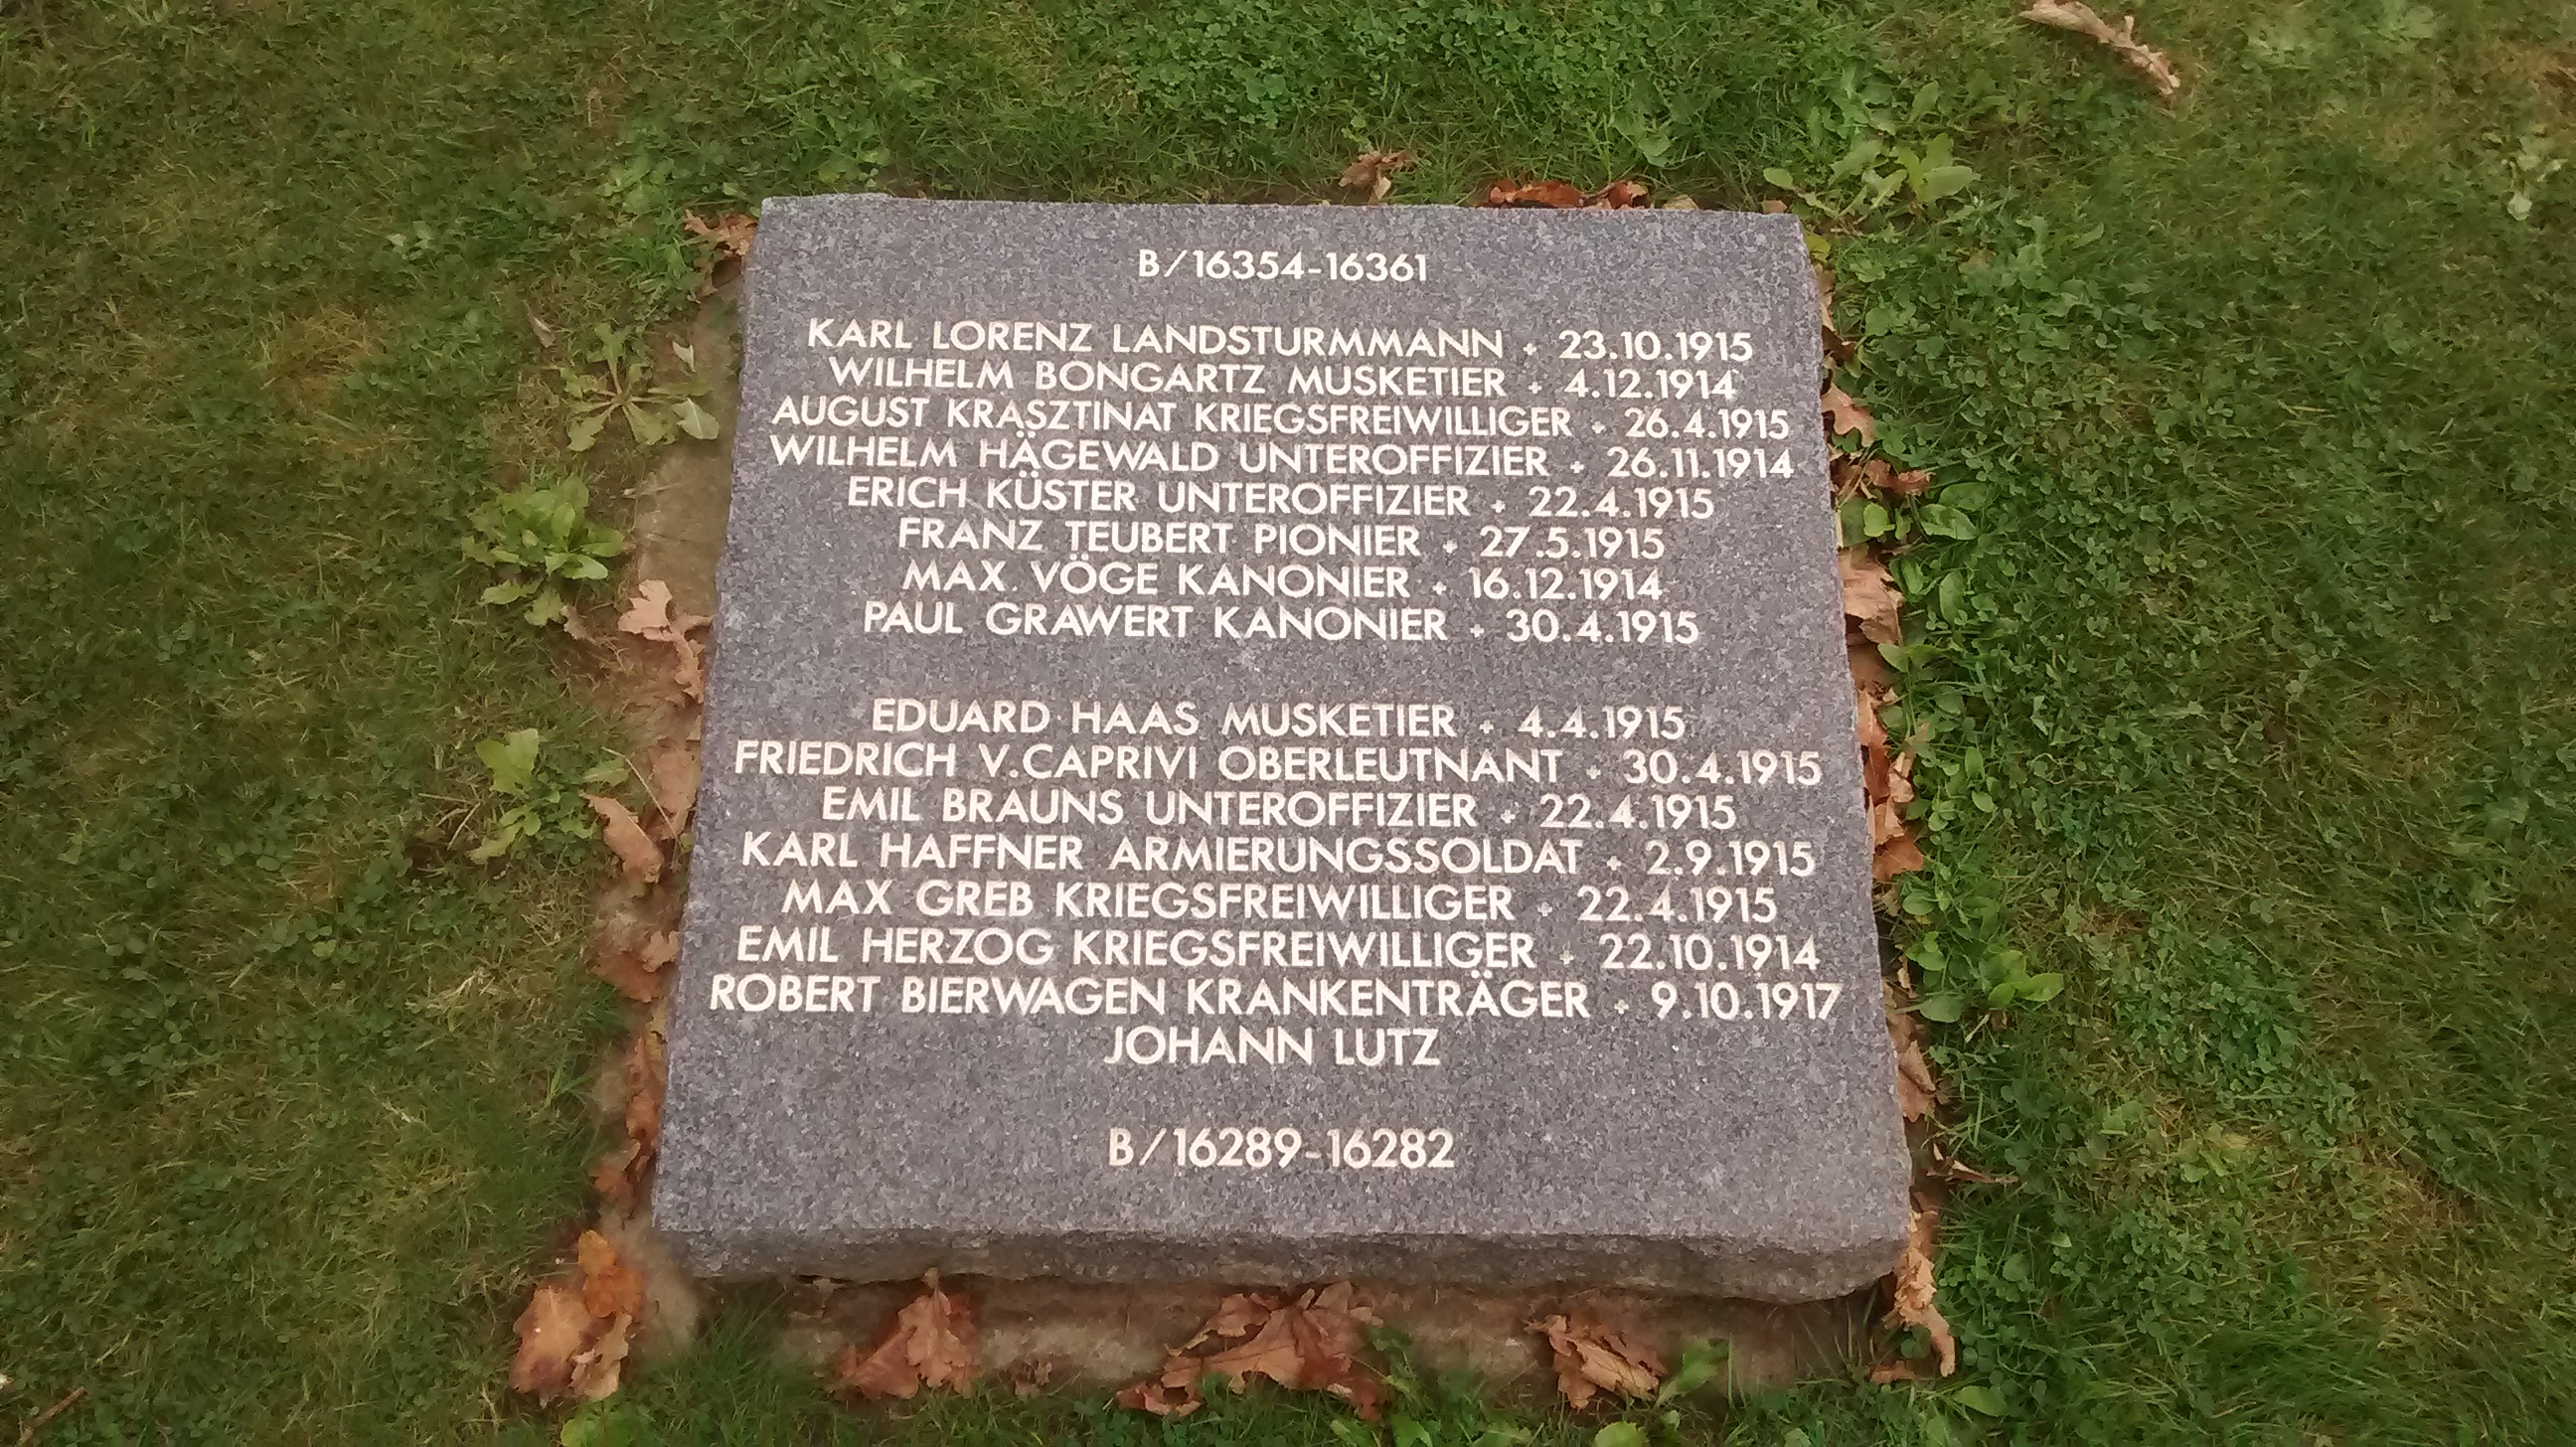 B/16354-16361
KARL LORENZ LANDSTURMMANN + 23.10.1915
WILHELM BONGARTZ MUSKETIER + 4.12.1914
AUGUST KRASZTINAT KRIEGSFREIWILLIGER + 26.4.1915
WILHELM HÄGEWALD UNTEROFFIZIER + 26.11.1914
ERICH KÜSTER UNTEROFFIZIER + 22.4.1915
FRANZ TEUBERT PIONIER + 27.5.1915
MAX VÖGE KANONIER + 16.12.1914
PAUL GRAWERT KANONIER + 30.4.1915
EDUARD HAAS MUSKETIER + 4.4.1915
FRIEDRICH V.CAPRIVI OBERLEUTNANT + 30.4.1915
EMIL BRAUNS UNTEROFFIZIER + 22.4.1915
KARL HAFFNER ARMIERUNGSSOLDAT + 2.9.1915
MAX GREB KRIEGSFREIWILLIGER + 22.4.1915
EMIL HERZOG KRIEGSFREIWILLIGER + 22.10.1914
ROBERT BIERWAGEN KRANKENTRÄGER + 9.10.1917
JOHANN LUTZ
B/16289-16282